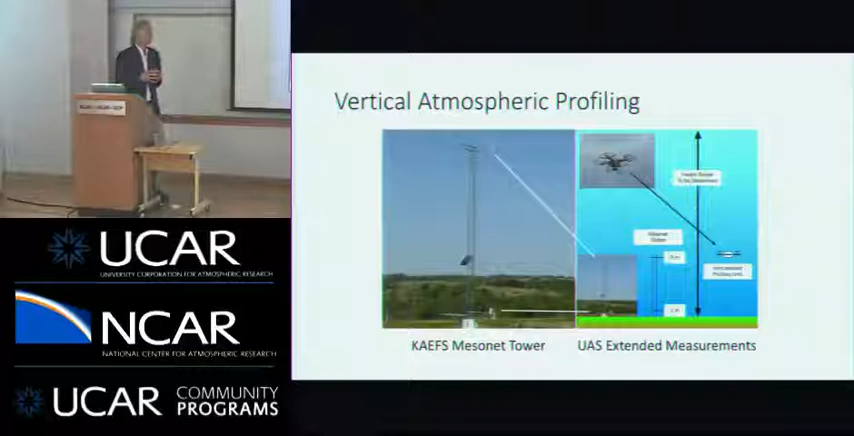 Vertical Atmospheric Profiling
KAEFS Mesonet Tower
UAS Extended Measurements
UCAR
UNIVERSITY CORPORATION FOR ATMOSPHERIC RESEARCH
NCAR
NATIONAL CENTER FOR ATMOSPHERIC RESEARCH
UCAR
COMMUNITY
PROGRAMS